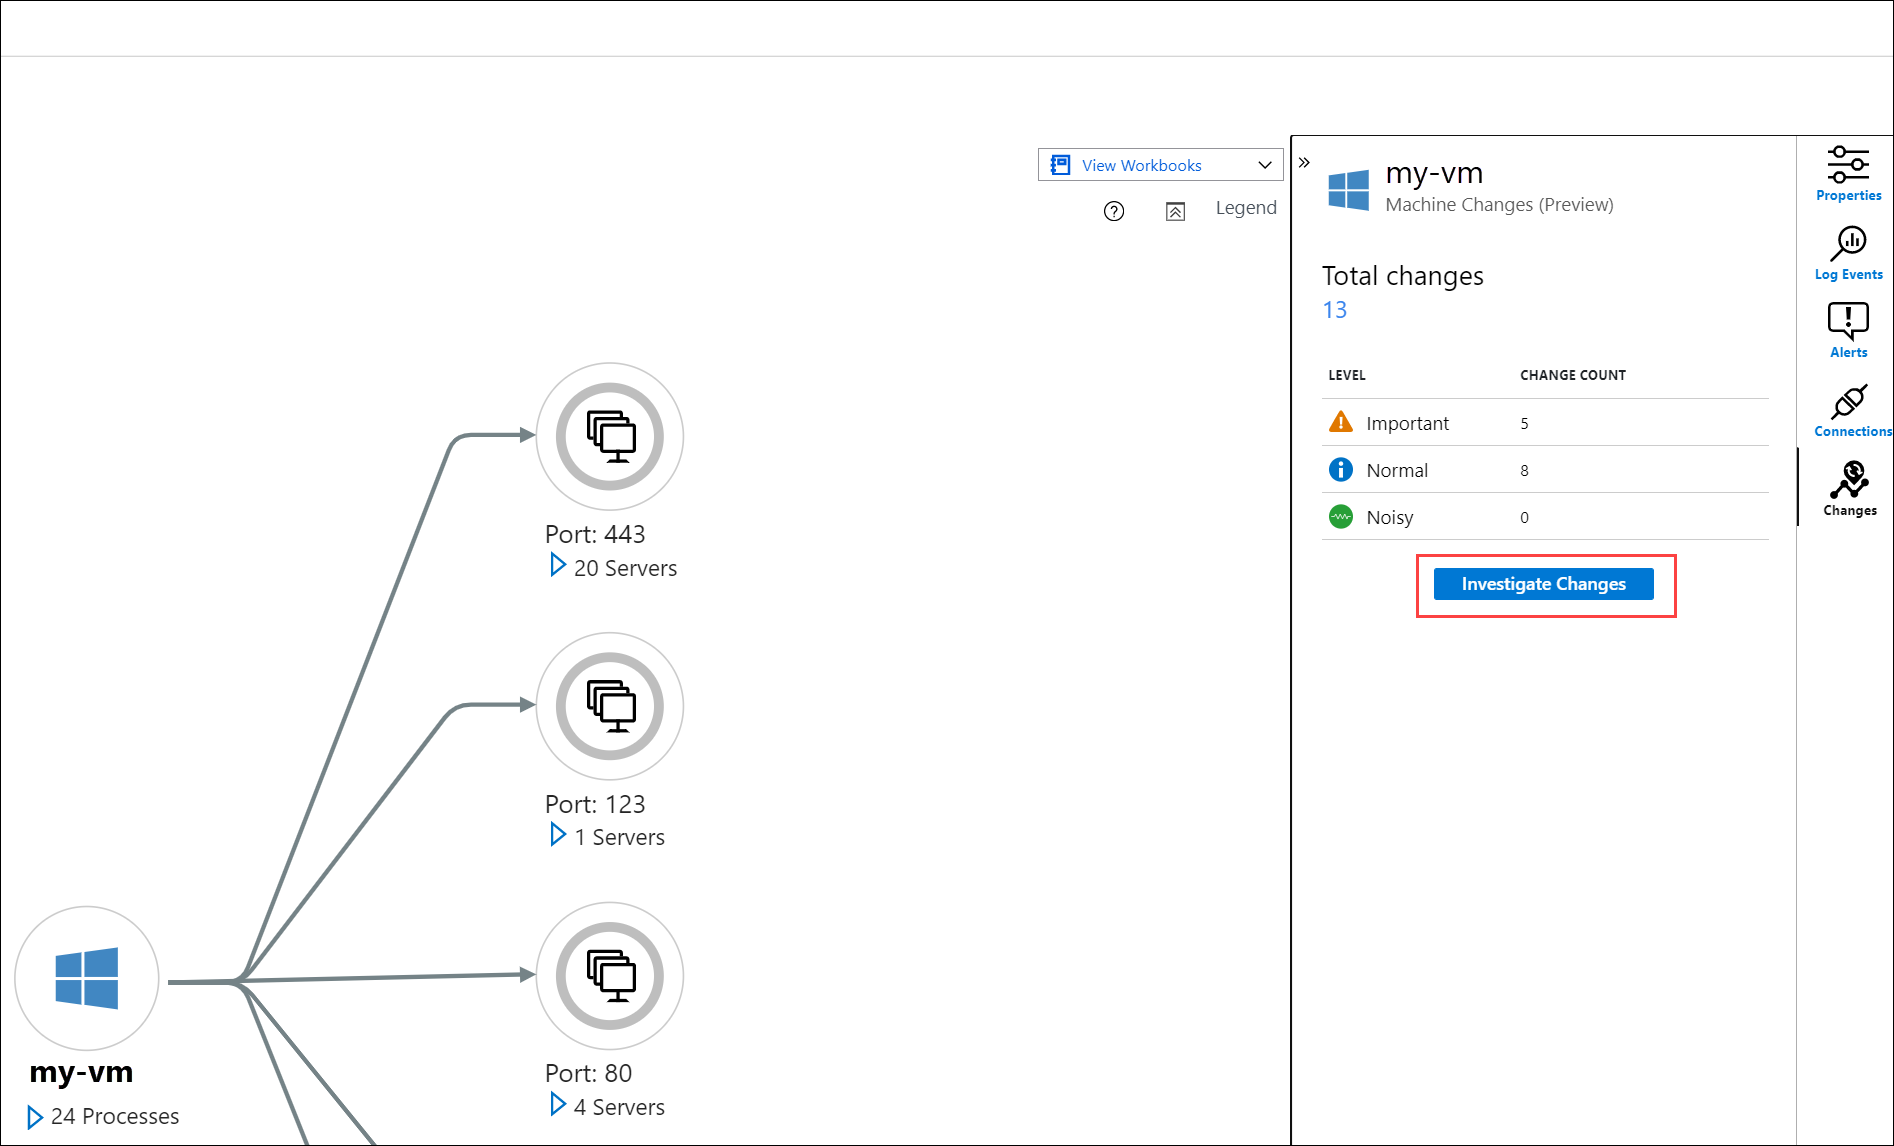 View Workbooks
Legend
Port: 443
20 Servers
Port: 123
1 Servers
my-vm
24 Processes
Port: 80
4 Servers
my-vm
Machine Changes (Preview)
Total changes
13
LEVEL CHANGE COUNT
Important 5
Normal 8
Noisy 0
Investigate Changes
Properties
Log Events
Alerts
Connections
Changes